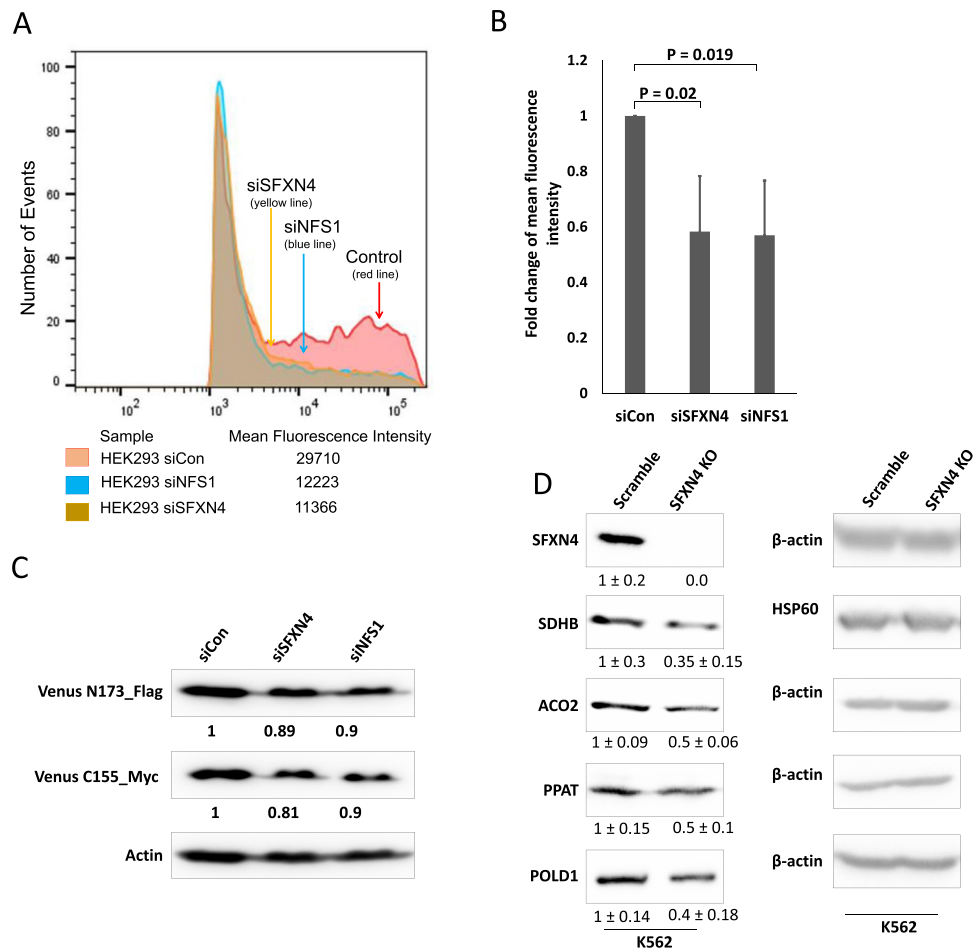 A
Number of Events
100
80
60
40
20
0
siSFXN4
(yellow line)
siNFS1
(blue line)
Control
(red line)
10²
10³
10⁴
10⁵
Sample Mean Fluorescence Intensity
HEK293 siCon 29710
HEK293 siNFS1 12223
HEK293 siSFXN4 11366
B
Fold change of mean fluorescence
intensity
1.2
1
0.8
0.6
0.4
0.2
0
P = 0.019
P = 0.02
siCon siSFXN4 siNFS1
C
siCon siSFXN4 siNFS1
Venus N173_Flag
1 0.89 0.9
Venus C155_Myc
1 0.81 0.9
Actin
D
Scramble SFXN4 KO
SFXN4
1 ± 0.2 0.0
SDHB
1 ± 0.3 0.35 ± 0.15
ACO2
1 ± 0.09 0.5 ± 0.06
PPAT
1 ± 0.15 0.5 ± 0.1
POLD1
1 ± 0.14 0.4 ± 0.18
K562
Scramble SFXN4 KO
β-actin
HSP60
β-actin
β-actin
β-actin
K562